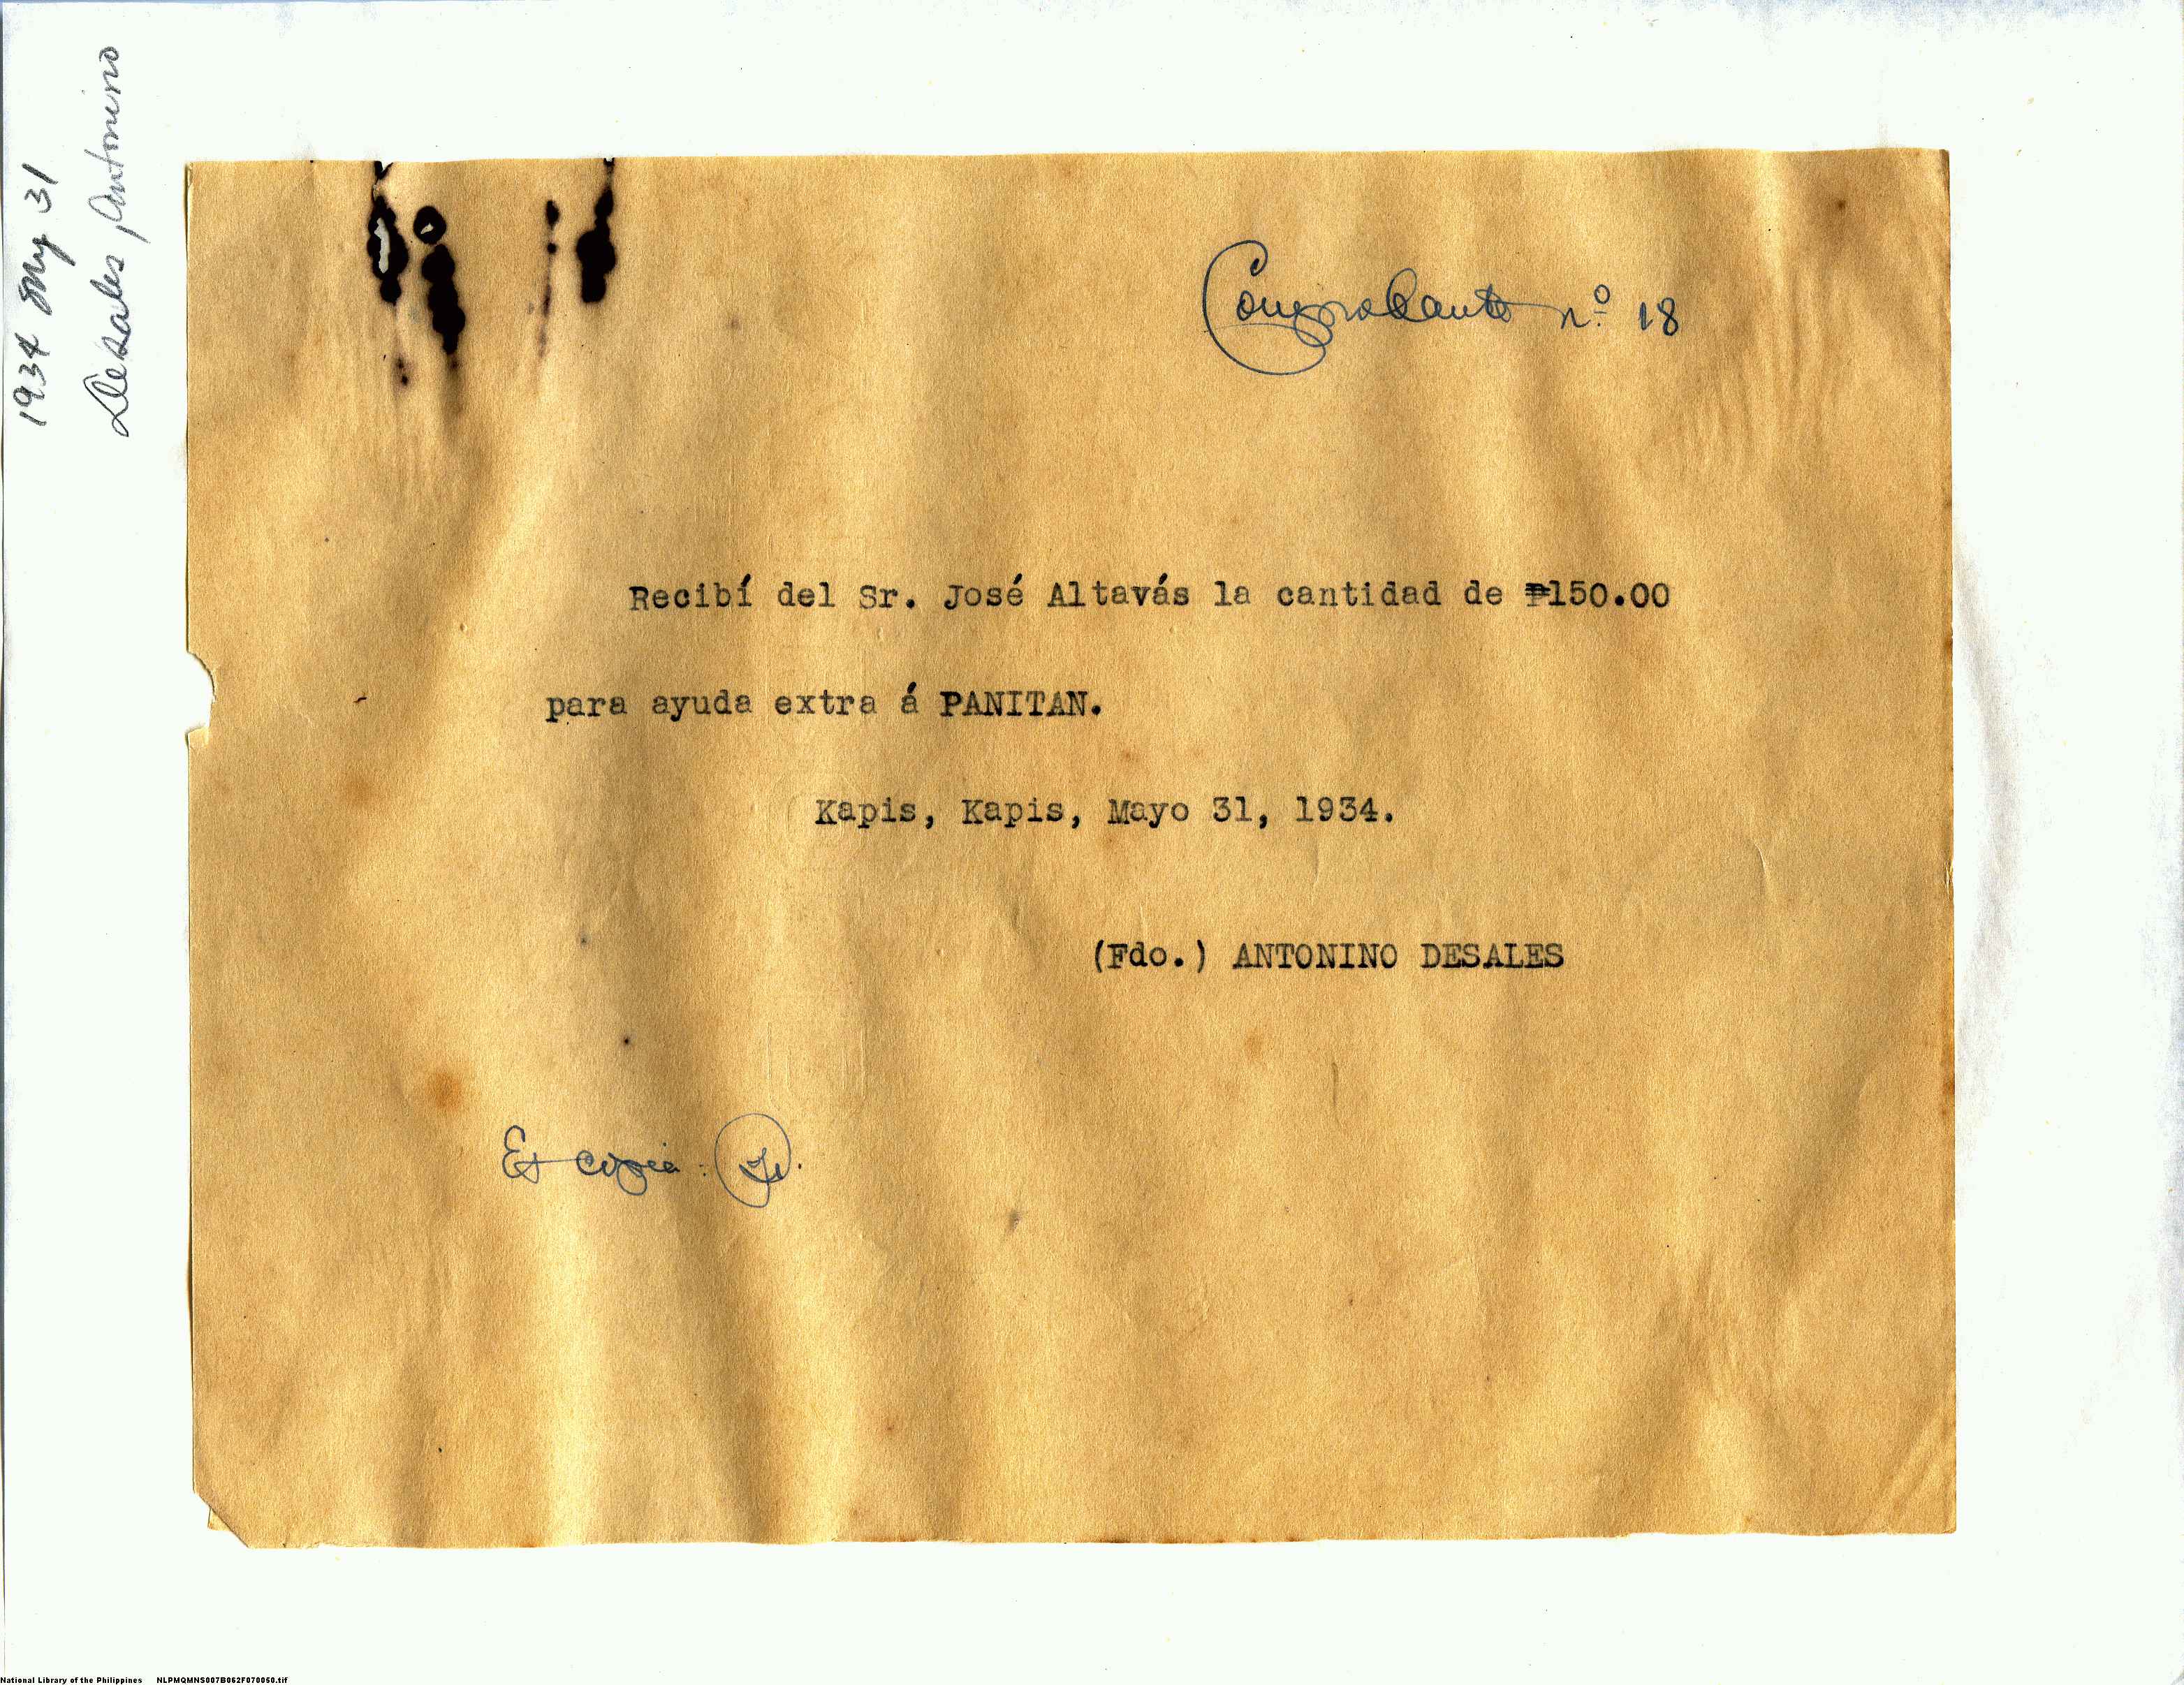 1934 My 31
Desales, Antonino
Comprobante nº 18
Recibí del Sr. José Altavás la cantidad de ₱150.00
para ayuda extra á PANITAN.
Kapis, Kapis, Mayo 31, 1934.
(Fdo.) ANTONINO DESALES
Es copia:
National Library of the Philippines NLPMQMNS007B062F070050.tif